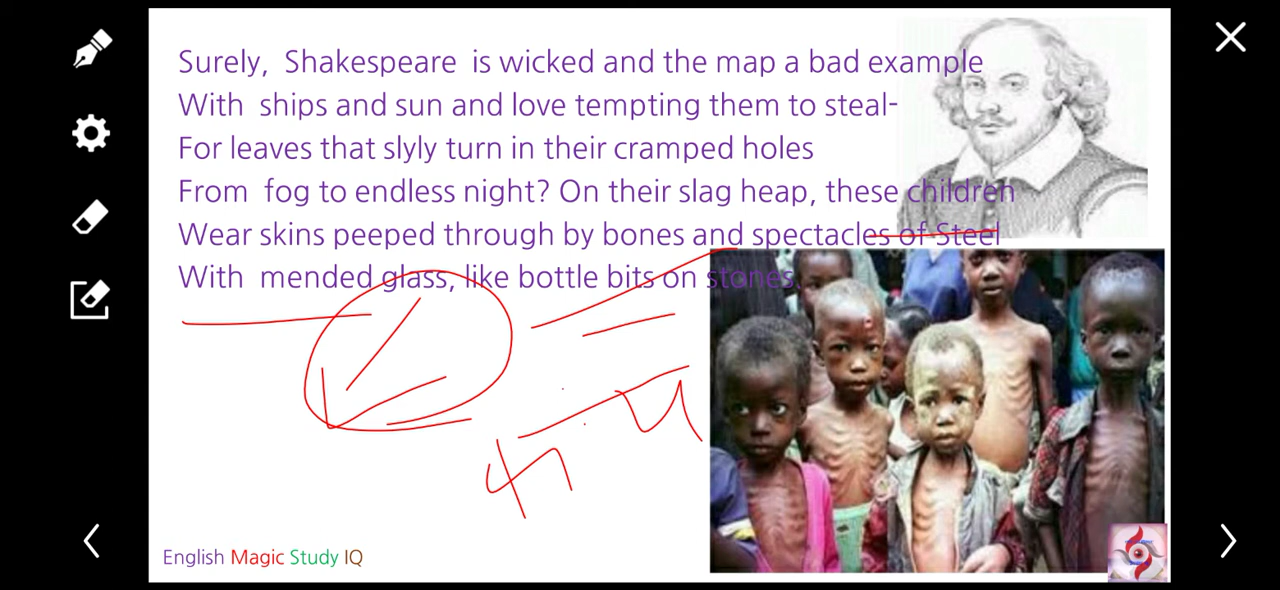 Surely, Shakespeare is wicked and the map a bad example
With ships and sun and love tempting them to steal-
For leaves that slyly turn in their cramped holes
From fog to endless night? On their slag heap, these children
Wear skins peeped through by bones and spectacles of Steel
With mended glass, like bottle bits on stones.
English Magic Study IQ